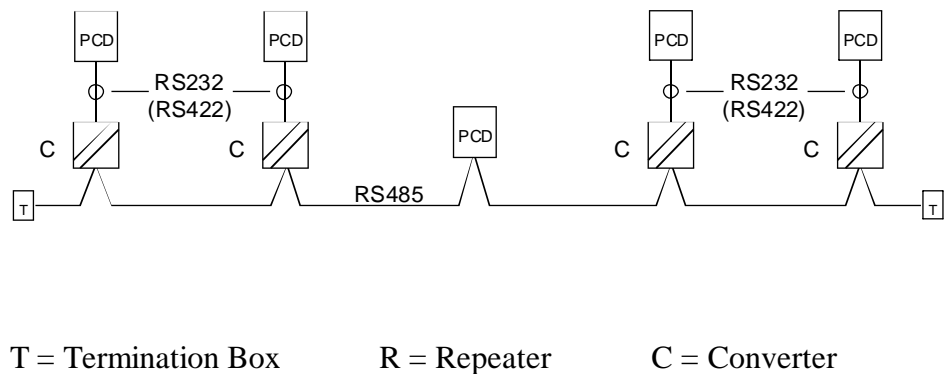 PCD PCD PCD PCD
RS232 RS232
(RS422) (RS422)
PCD
C C C C
RS485
T T
T = Termination Box R = Repeater C = Converter